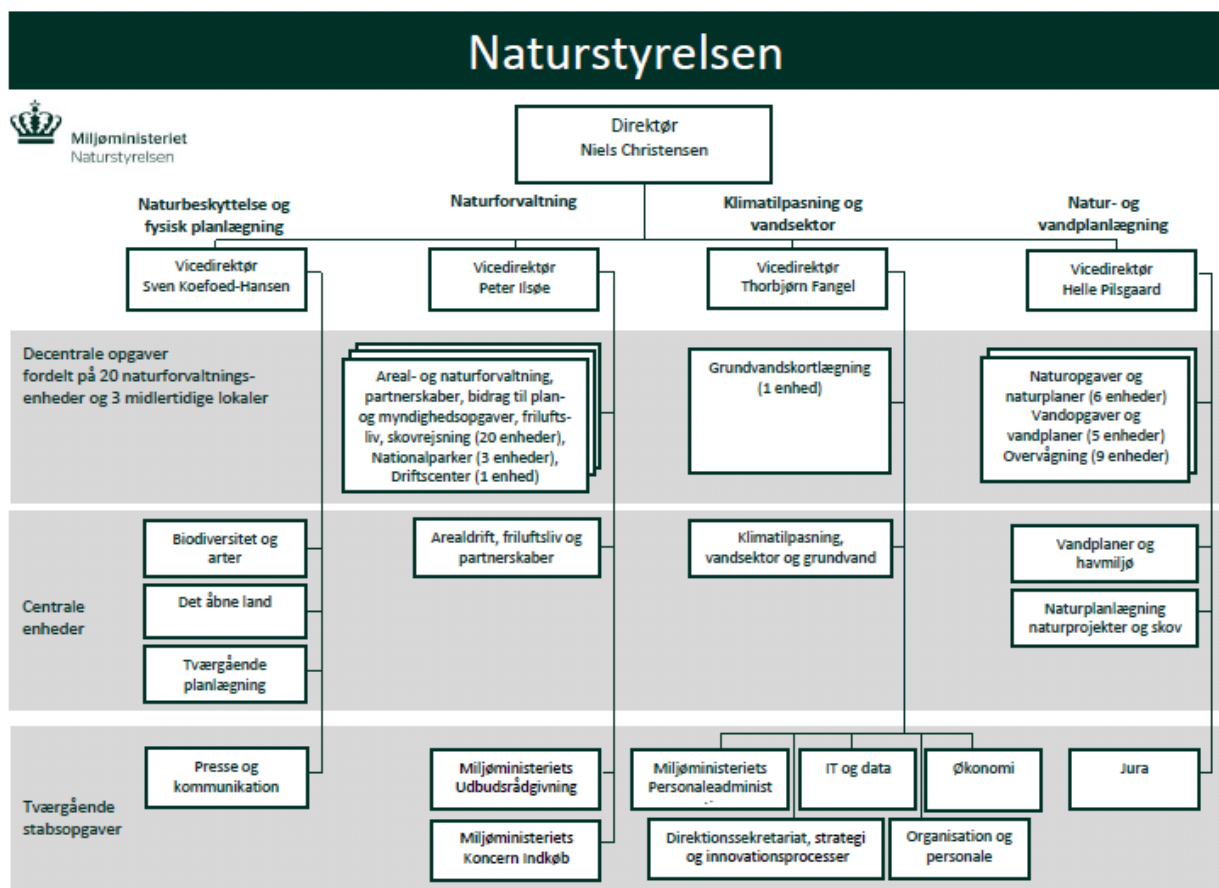 Naturstyrelsen
Miljøministeriet
Naturstyrelsen
Direktør
Niels Christensen
Naturbeskyttelse og
fysisk planlægning
Naturforvaltning
Klimatilpasning og
vandsektor
Natur- og
vandplanlægning
Vicedirektør
Sven Koefoed-Hansen
Vicedirektør
Peter Ilsøe
Vicedirektør
Thorbjørn Fangel
Vicedirektør
Helle Pilsgaard
Decentrale opgaver
fordelt på 20 naturforvaltnings-
enheder og 3 midlertidige lokaler
Areal- og naturforvaltning,
partnerskaber, bidrag til plan-
og myndighedsopgaver, frilufts-
liv, skovrejsning (20 enheder),
Nationalparker (3 enheder),
Driftscenter (1 enhed)
Grundvandskortlægning
(1 enhed)
Naturopgaver og
naturplaner (6 enheder)
Vandopgaver og
vandplaner (5 enheder)
Overvågning (9 enheder)
Centrale
enheder
Biodiversitet og
arter
Det åbne land
Tværgående
planlægning
Arealdrift, friluftsliv og
partnerskaber
Klimatilpasning,
vandsektor og grundvand
Vandplaner og
havmiljø
Naturplanlægning
naturprojekter og skov
Tværgående
stabsopgaver
Presse og
kommunikation
Miljøministeriets
Udbudsrådgivning
Miljøministeriets
Koncern Indkøb
Miljøministeriets
Personaleadminist
IT og data
Økonomi
Direktionssekretariat, strategi
og innovationsprocesser
Organisation og
personale
Jura